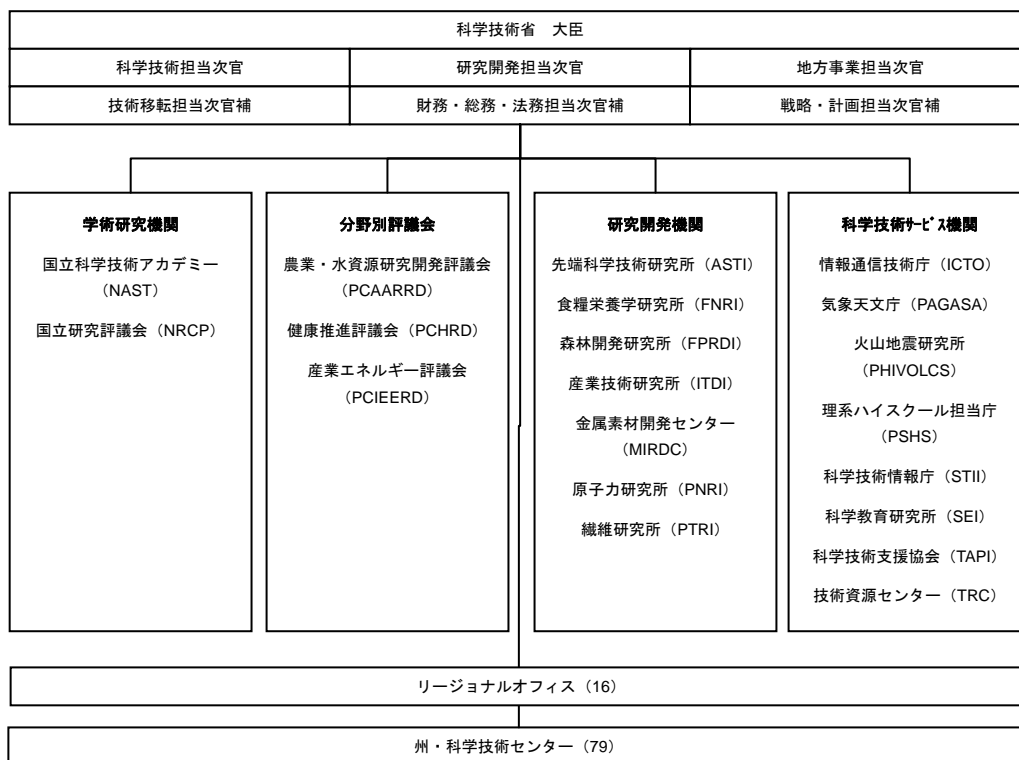 科学技術省　大臣
科学技術担当次官
研究開発担当次官
地方事業担当次官
技術移転担当次官補
財務・総務・法務担当次官補
戦略・計画担当次官補
学術研究機関
国立科学技術アカデミー
（NAST）
国立研究評議会（NRCP）
分野別評議会
農業・水資源研究開発評議会
（PCAARRD）
健康推進評議会（PCHRD）
産業エネルギー評議会
（PCIEERD）
研究開発機関
先端科学技術研究所（ASTI）
食糧栄養学研究所（FNRI）
森林開発研究所（FPRDI）
産業技術研究所（ITDI）
金属素材開発センター
（MIRDC）
原子力研究所（PNRI）
繊維研究所（PTRI）
科学技術ｻｰﾋﾞｽ機関
情報通信技術庁（ICTO）
気象天文庁（PAGASA）
火山地震研究所
（PHIVOLCS）
理系ハイスクール担当庁
（PSHS）
科学技術情報庁（STII）
科学教育研究所（SEI）
科学技術支援協会（TAPI）
技術資源センター（TRC）
リージョナルオフィス（16）
州・科学技術センター（79）